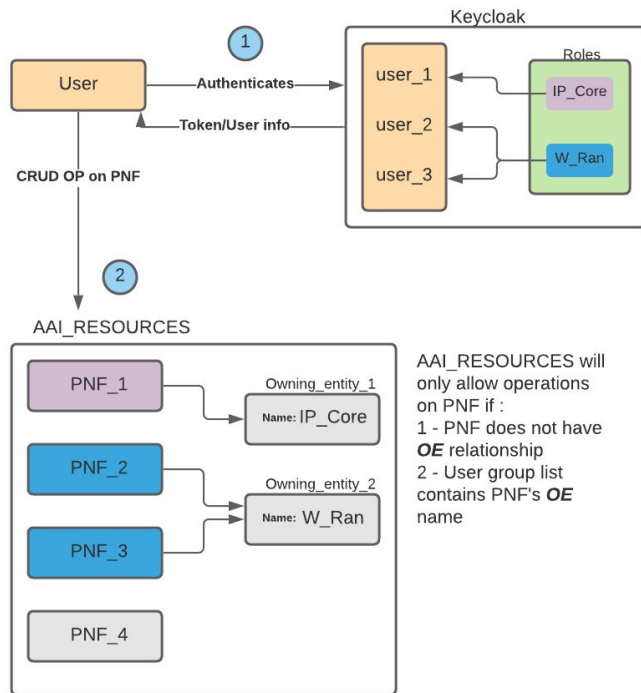 Keycloak
1
User
Authenticates
Token/User info
user_1
user_2
user_3
Roles
IP_Core
W_Ran
CRUD OP on PNF
2
AAI_RESOURCES
PNF_1
PNF_2
PNF_3
PNF_4
Owning_entity_1
Name: IP_Core
Owning_entity_2
Name: W_Ran
AAI_RESOURCES will
only allow operations
on PNF if :
1 - PNF does not have
OE relationship
2 - User group list
contains PNF's OE
name